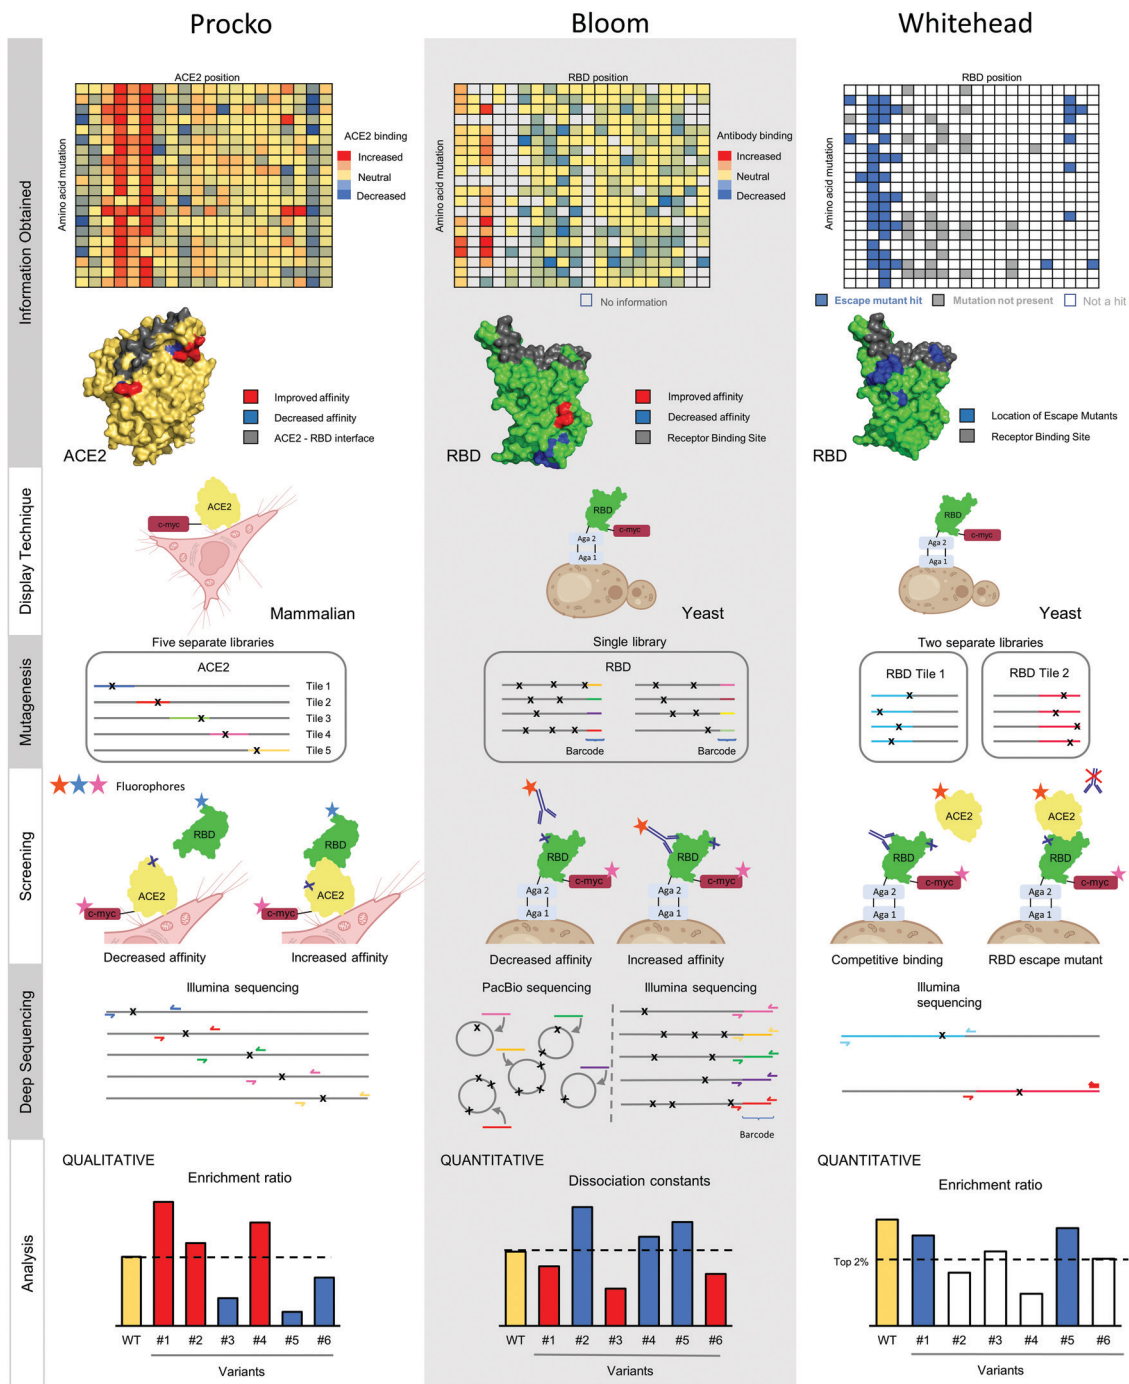 Procko
Bloom
Whitehead
Information Obtained
ACE2 position
Amino acid mutation
ACE2 binding
Increased
Neutral
Decreased
Improved affinity
Decreased affinity
ACE2 - RBD interface
ACE2
RBD position
Amino acid mutation
Antibody binding
Increased
Neutral
Decreased
No information
Improved affinity
Decreased affinity
Receptor Binding Site
RBD
RBD position
Amino acid mutation
Escape mutant hit
Mutation not present
Not a hit
Location of Escape Mutants
Receptor Binding Site
RBD
Display Technique
ACE2
c-myc
Mammalian
RBD
c-myc
Aga 2
Aga 1
Yeast
RBD
c-myc
Aga 2
Aga 1
Yeast
Mutagenesis
Five separate libraries
ACE2
x
Tile 1
x
Tile 2
x
Tile 3
x
Tile 4
x
Tile 5
Single library
RBD
x x x x x
x x x
x x x
x x x x
Barcode
Barcode
Two separate libraries
RBD Tile 1
x
x
x
x
RBD Tile 2
x
x
x
x
Screening
Fluorophores
RBD
x
ACE2
c-myc
Decreased affinity
RBD
x
ACE2
c-myc
Increased affinity
x
RBD
c-myc
Aga 2
Aga 1
Decreased affinity
RBD
x
c-myc
Aga 2
Aga 1
Increased affinity
ACE2
x
RBD
c-myc
Aga 2
Aga 1
Competitive binding
ACE2
x
RBD
c-myc
Aga 2
Aga 1
RBD escape mutant
Deep Sequencing
Illumina sequencing
x
x
x
x
x
PacBio sequencing
x x
x x
x x x
x x
Illumina sequencing
x
x x x
x x
x
x x x
Barcode
Illumina
sequencing
x
x
Analysis
QUALITATIVE
Enrichment ratio
WT #1 #2 #3 #4 #5 #6
Variants
QUANTITATIVE
Dissociation constants
WT #1 #2 #3 #4 #5 #6
Variants
QUANTITATIVE
Enrichment ratio
Top 2%
WT #1 #2 #3 #4 #5 #6
Variants